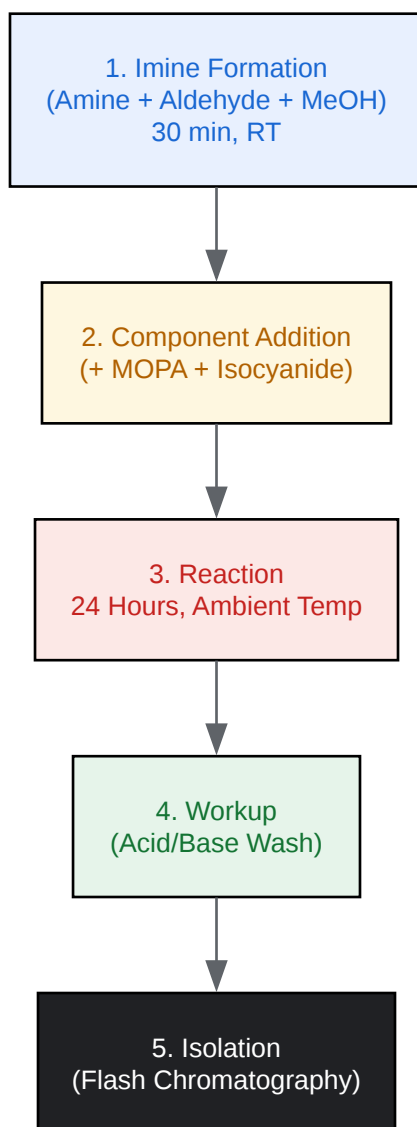 1. Imine Formation
(Amine + Aldehyde + MeOH)
30 min, RT
2. Component Addition
(+ MOPA + Isocyanide)
3. Reaction
24 Hours, Ambient Temp
4. Workup
(Acid/Base Wash)
5. Isolation
(Flash Chromatography)